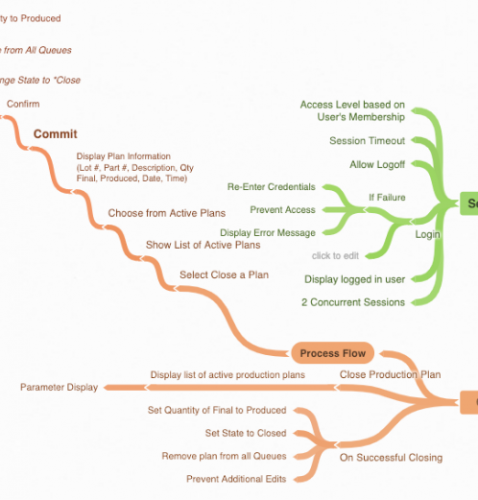 ty to Produced
from All Queues
nge State to "Close
Confirm
Commit
Display Plan Information
(Lot #, Part #, Description, Qty
Final, Produced, Date, Time)
Choose from Active Plans
Show List of Active Plans
Select Close a Plan
Access Level based on
User's Membership
Session Timeout
Allow Logoff
Re-Enter Credentials
If Failure
Prevent Access
Display Error Message
Login
click to edit
Display logged in user
2 Concurrent Sessions
Se
Process Flow
Display list of active production plans
Close Production Plan
Parameter Display
Set Quantity of Final to Produced
Set State to Closed
Remove plan from all Queues
On Successful Closing
Prevent Additional Edits